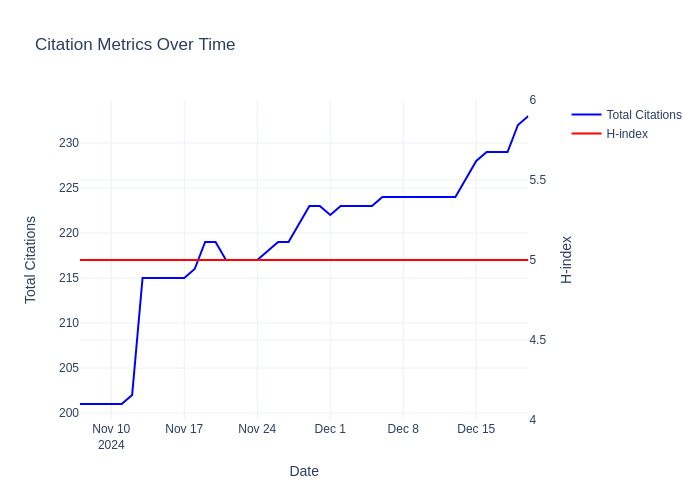 Citation Metrics Over Time
Total Citations
H-index
230
225
220
215
210
205
200
Total Citations
6
5.5
5
4.5
4
H-index
Nov 10
2024
Nov 17
Nov 24
Dec 1
Dec 8
Dec 15
Date